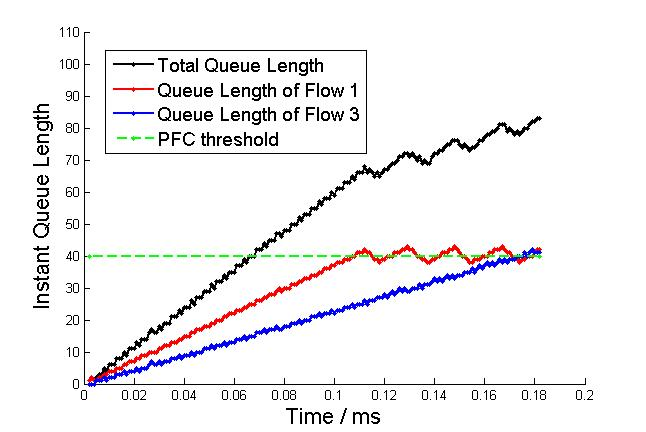 110
100
90
80
70
60
50
40
30
20
10
0
Instant Queue Length
Total Queue Length
Queue Length of Flow 1
Queue Length of Flow 3
PFC threshold
0 0.02 0.04 0.06 0.08 0.1 0.12 0.14 0.16 0.18 0.2
Time / ms